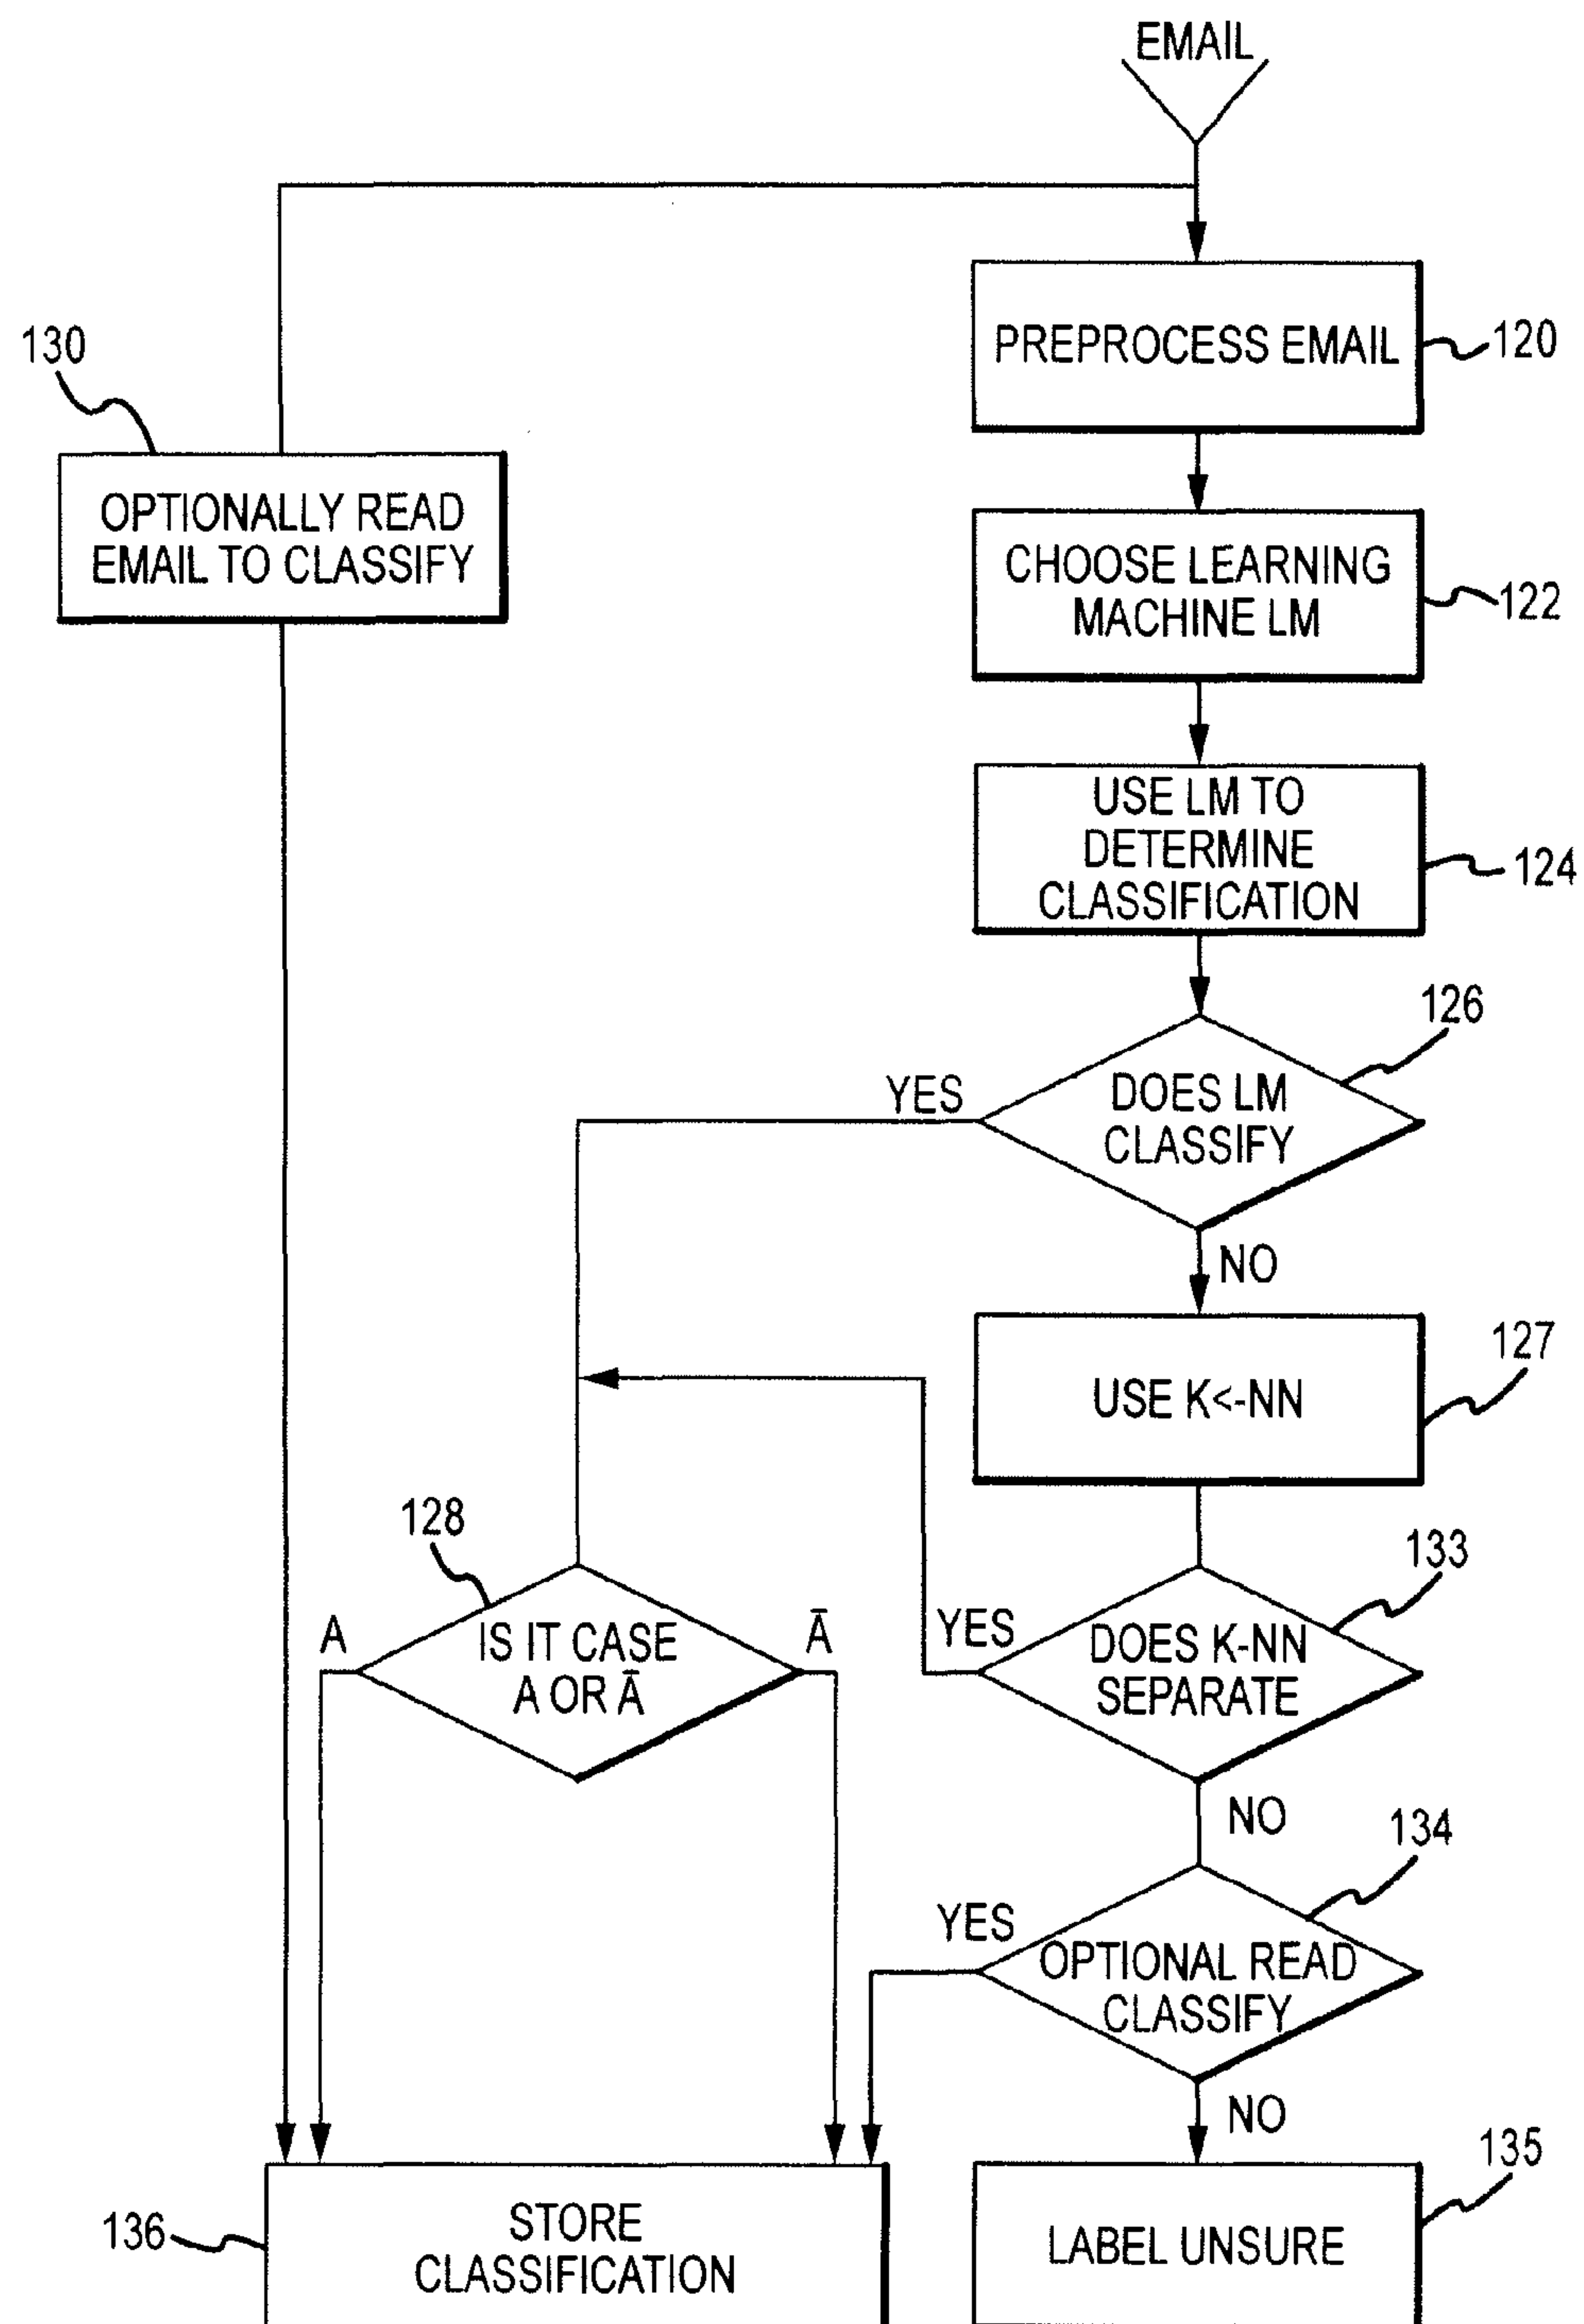 EMAIL
PREPROCESS EMAIL
120
130
OPTIONALLY READ
EMAIL TO CLASSIFY
CHOOSE LEARNING
MACHINE LM
122
USE LM TO
DETERMINE
CLASSIFICATION
124
126
YES
DOES LM
CLASSIFY
NO
127
USE K<-NN
128
A
IS IT CASE
A OR Ā
Ā
133
YES
DOES K-NN
SEPARATE
NO
134
YES
OPTIONAL READ
CLASSIFY
NO
135
136
STORE
CLASSIFICATION
LABEL UNSURE